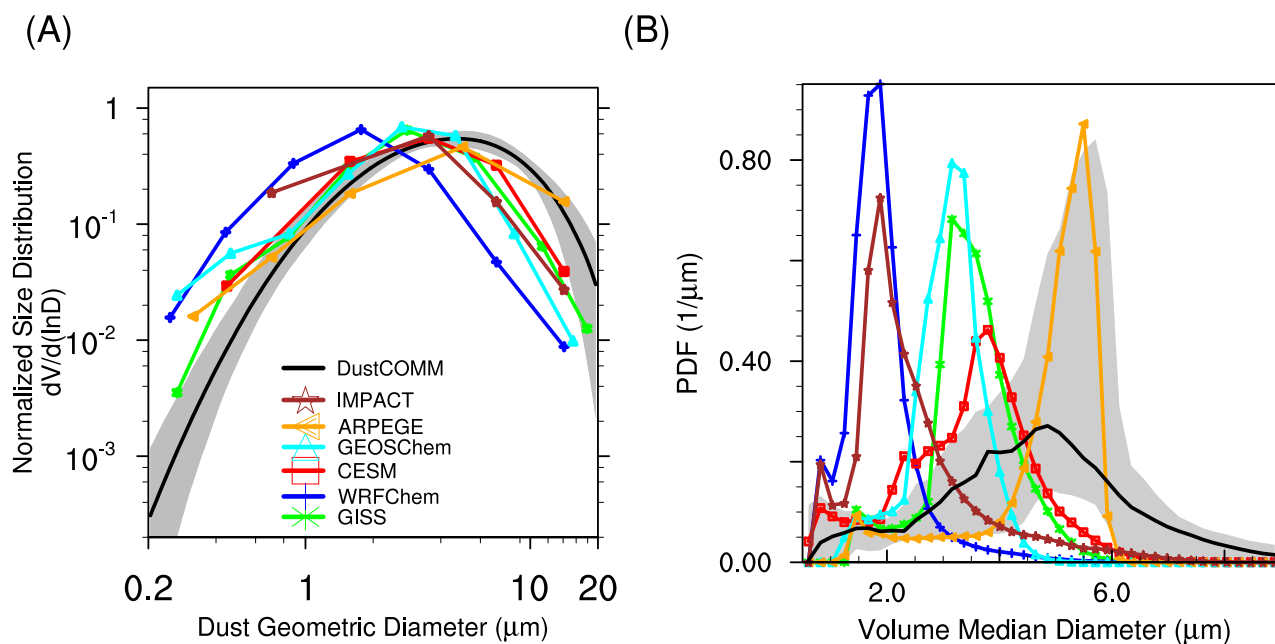 (A)
(B)
Normalized Size Distribution
dV/d(lnD)
1
10⁻¹
10⁻²
10⁻³
DustCOMM
IMPACT
ARPEGE
GEOSChem
CESM
WRFChem
GISS
0.2
1
10
20
Dust Geometric Diameter (μm)
PDF (1/μm)
0.80
0.40
0.00
2.0
6.0
Volume Median Diameter (μm)